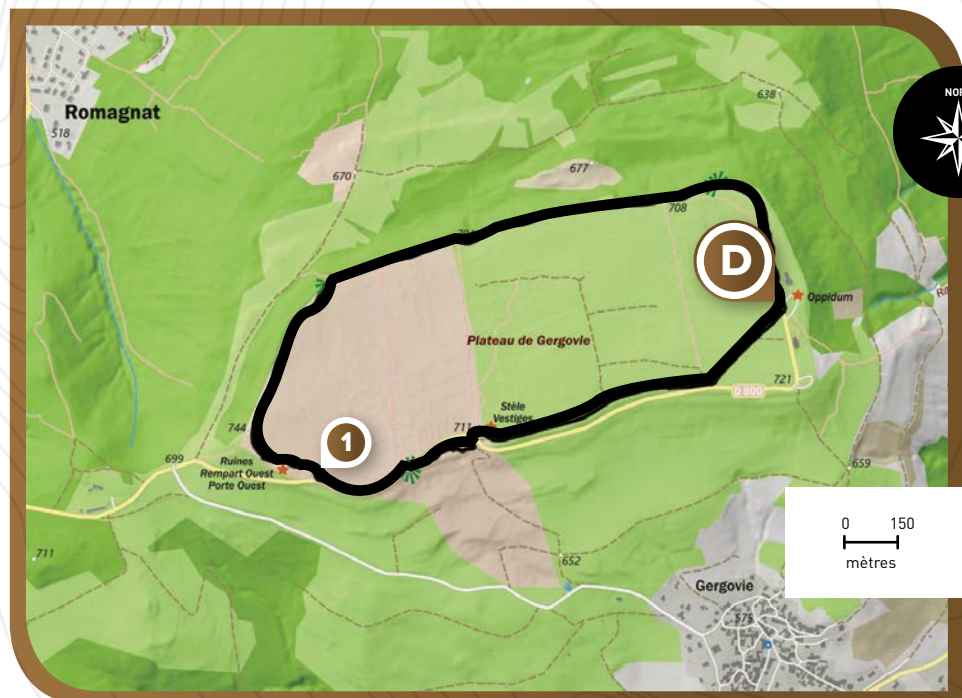 NOR
Romagnat
518
638
677
670
708
D
Oppidum
Plateau de Gergovie
721
D 800
Stèle
Vestiges
711
744
1
Ruines
Rempart Ouest
Porte Ouest
699
659
711
652
Gergovie
575
0 150
mètres